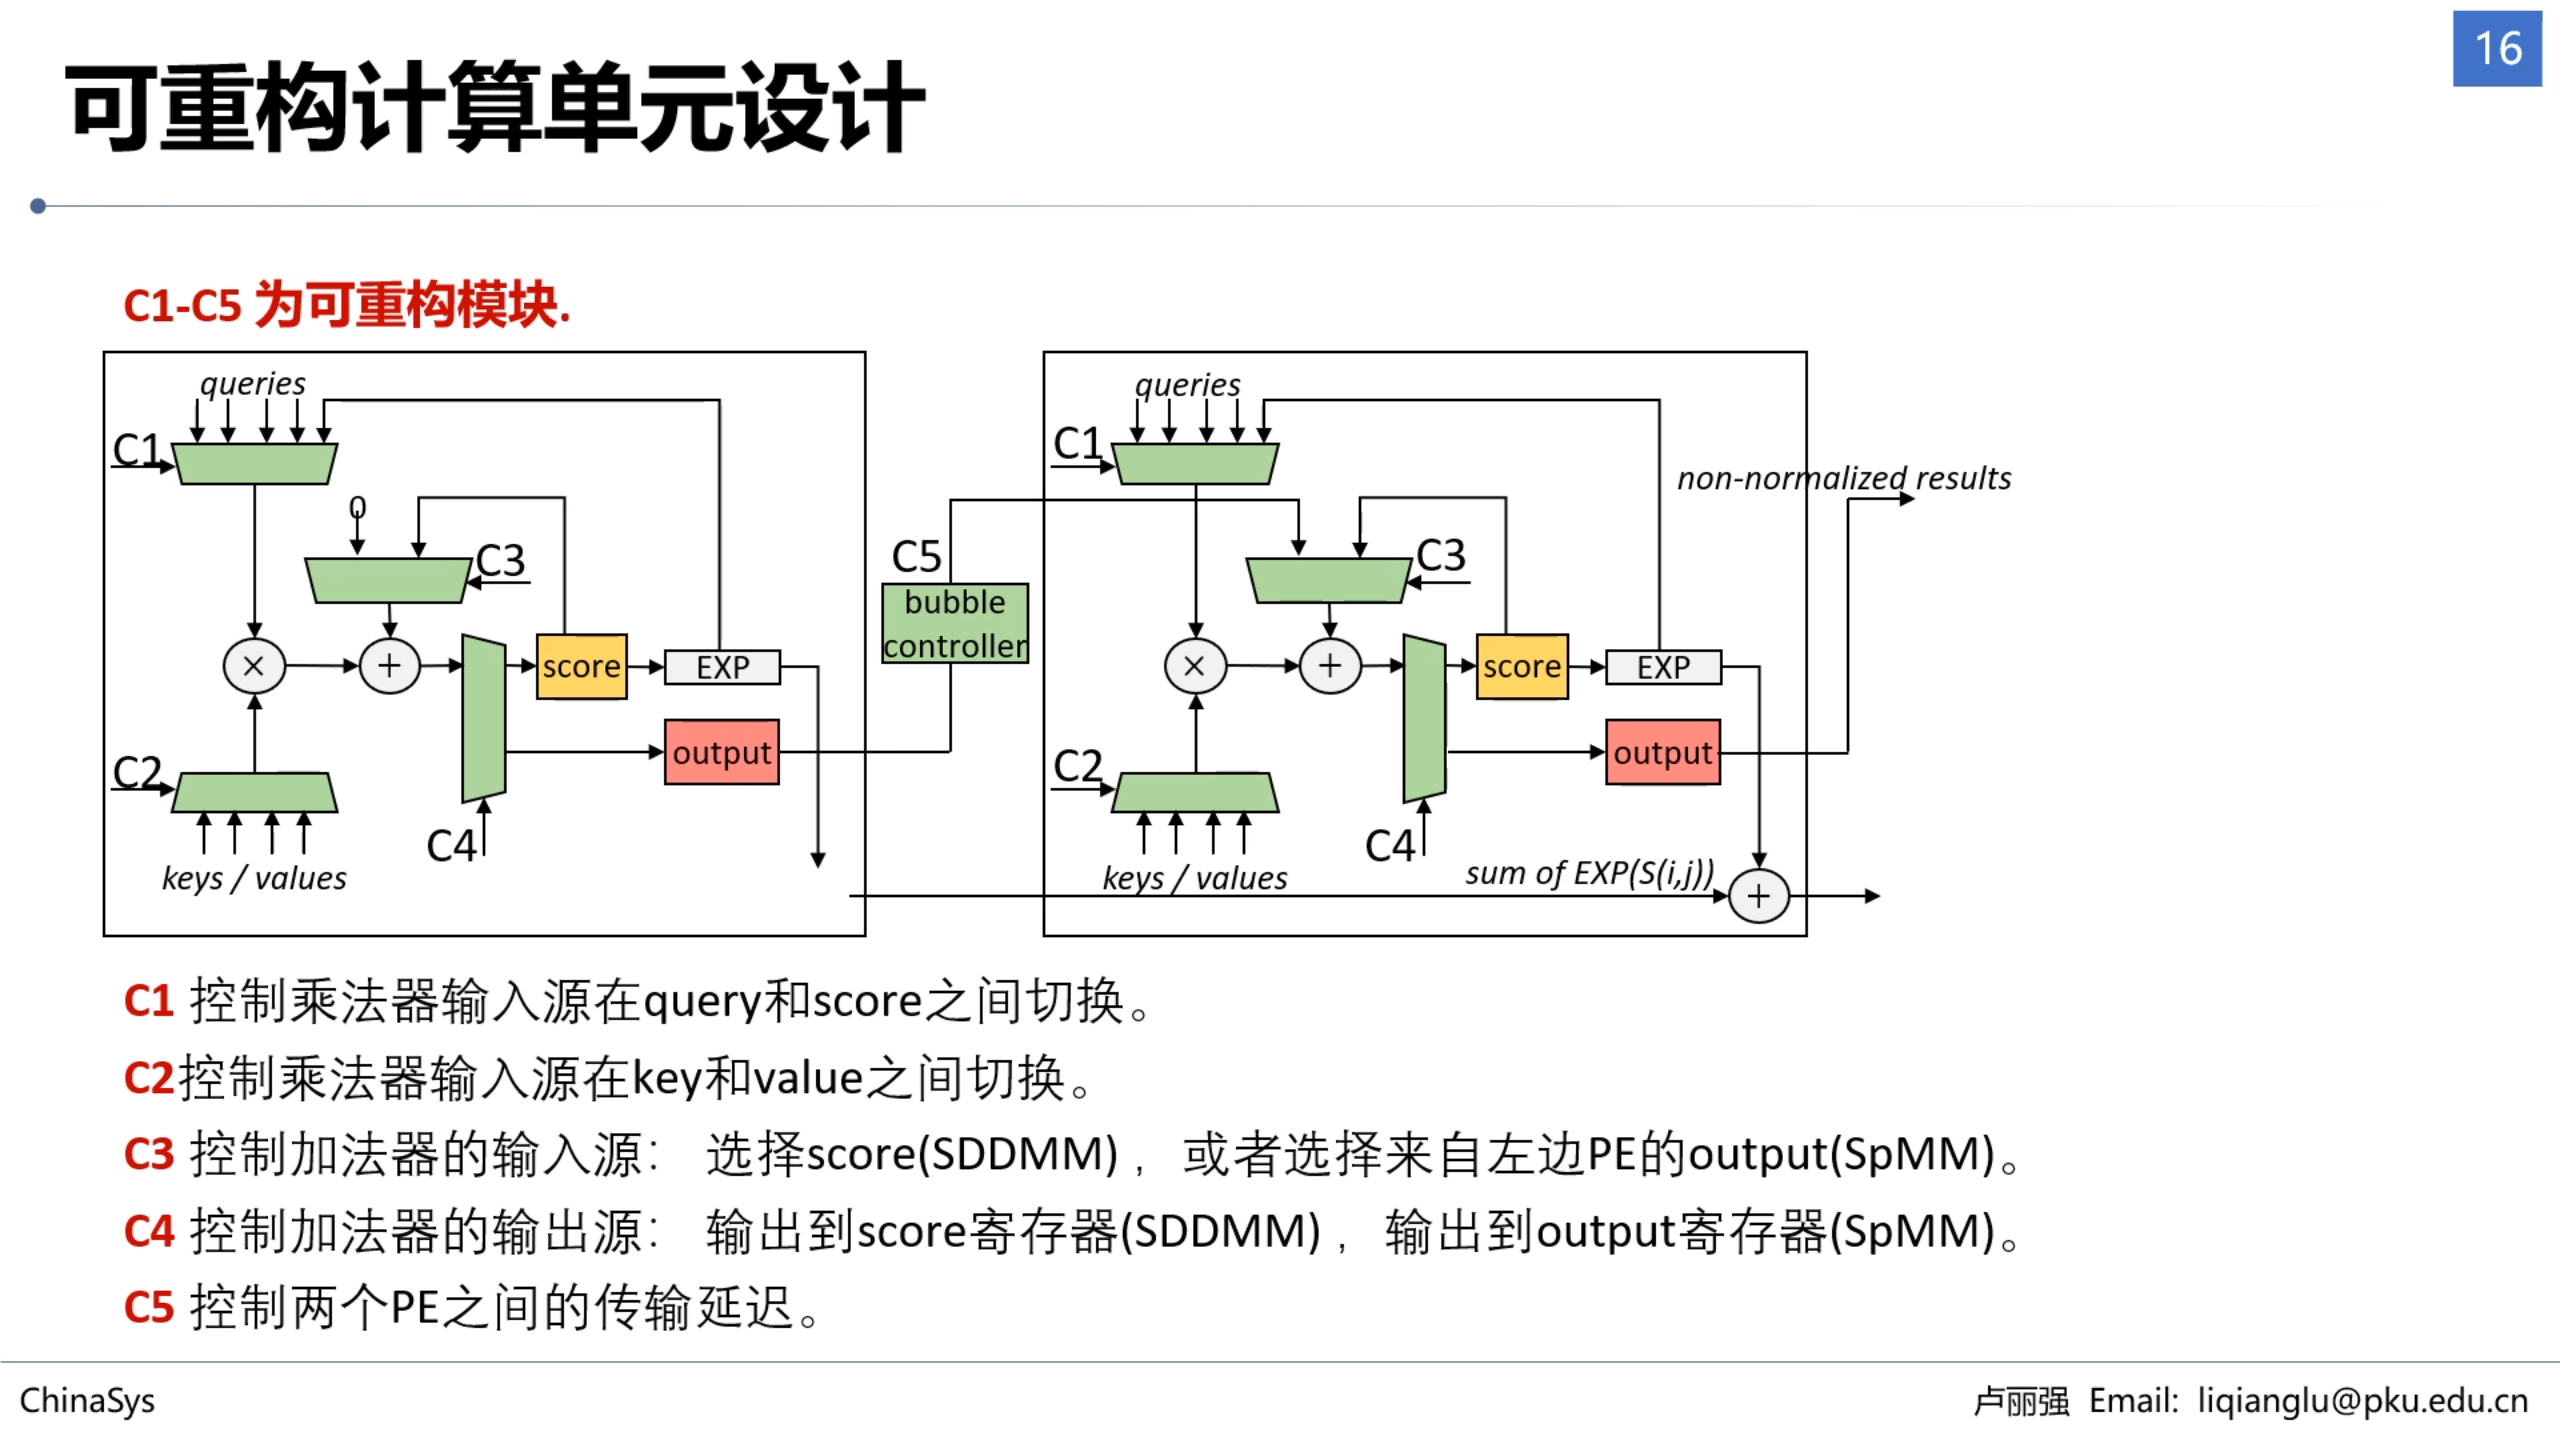 16
可重构计算单元设计
C1-C5 为可重构模块.
queries
C1
0
C3
×
+
score
EXP
output
C2
C4
keys / values
C5
bubble
controller
queries
C1
non-normalized results
C3
×
+
score
EXP
output
C2
C4
keys / values
sum of EXP(S(i,j))
+
C1 控制乘法器输入源在query和score之间切换。
C2控制乘法器输入源在key和value之间切换。
C3 控制加法器的输入源： 选择score(SDDMM)， 或者选择来自左边PE的output(SpMM)。
C4 控制加法器的输出源： 输出到score寄存器(SDDMM)， 输出到output寄存器(SpMM)。
C5 控制两个PE之间的传输延迟。
ChinaSys
卢丽强 Email: liqianglu@pku.edu.cn